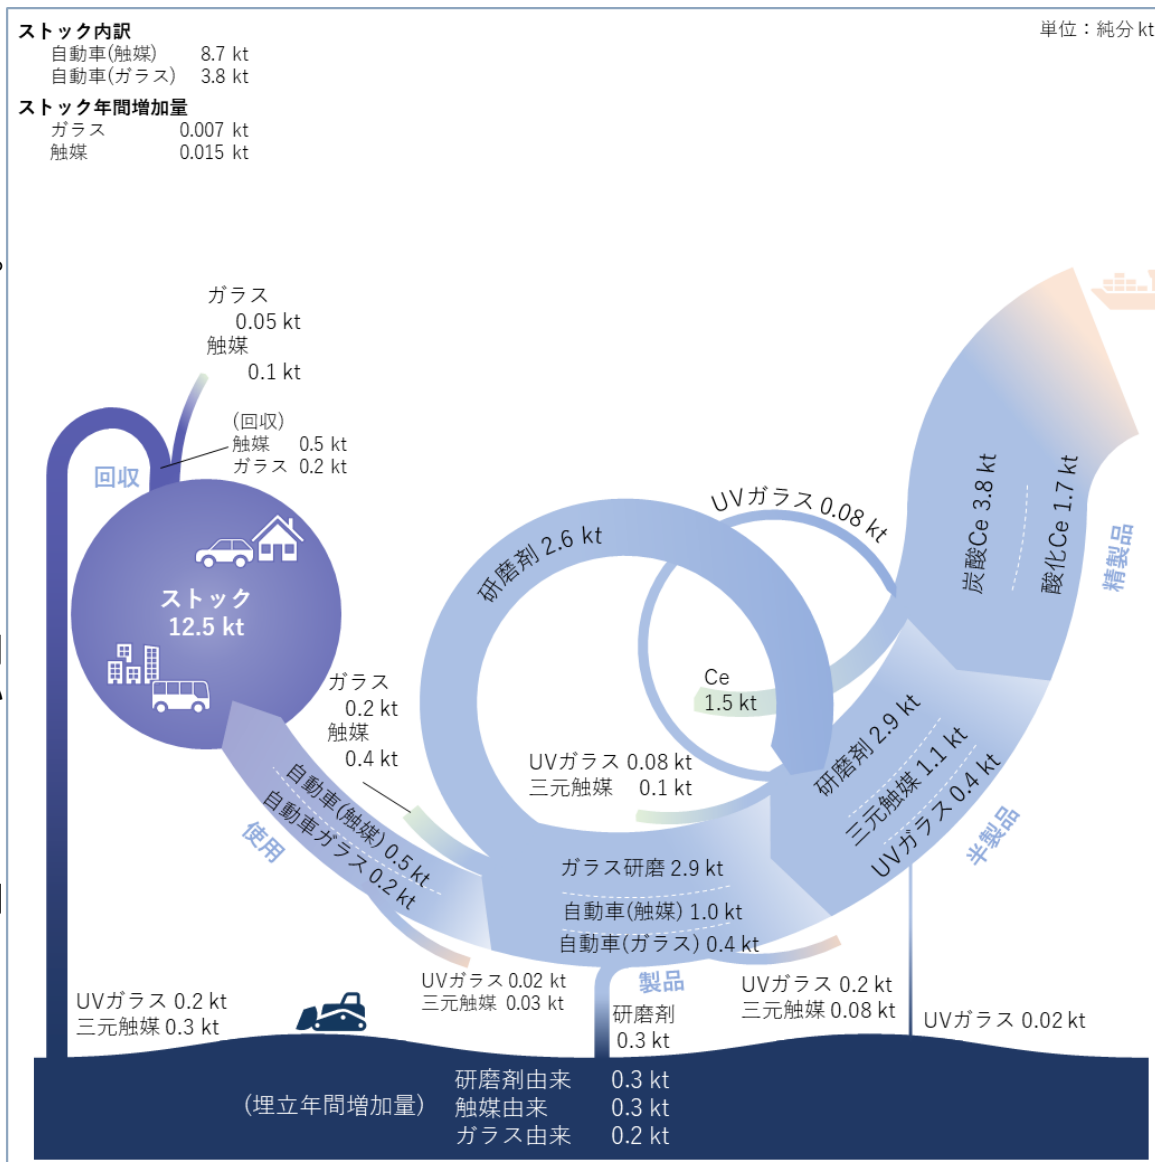 ストック内訳
自動車(触媒) 8.7 kt
自動車(ガラス) 3.8 kt
ストック年間増加量
ガラス 0.007 kt
触媒 0.015 kt
単位：純分 kt
ガラス
0.05 kt
触媒
0.1 kt
(回収)
触媒 0.5 kt
ガラス 0.2 kt
回収
ストック
12.5 kt
研磨剤 2.6 kt
UVガラス 0.08 kt
炭酸Ce 3.8 kt
酸化Ce 1.7 kt
精製品
Ce
1.5 kt
ガラス
0.2 kt
触媒
0.4 kt
UVガラス 0.08 kt
三元触媒 0.1 kt
研磨剤 2.9 kt
三元触媒 1.1 kt
UVガラス 0.4 kt
半製品
自動車(触媒) 0.5 kt
自動車ガラス 0.2 kt
使用
ガラス研磨 2.9 kt
自動車(触媒) 1.0 kt
自動車(ガラス) 0.4 kt
製品
UVガラス 0.02 kt
三元触媒 0.03 kt
UVガラス 0.2 kt
三元触媒 0.08 kt
UVガラス 0.2 kt
三元触媒 0.3 kt
研磨剤
0.3 kt
UVガラス 0.02 kt
(埋立年間増加量)
研磨剤由来 0.3 kt
触媒由来 0.3 kt
ガラス由来 0.2 kt